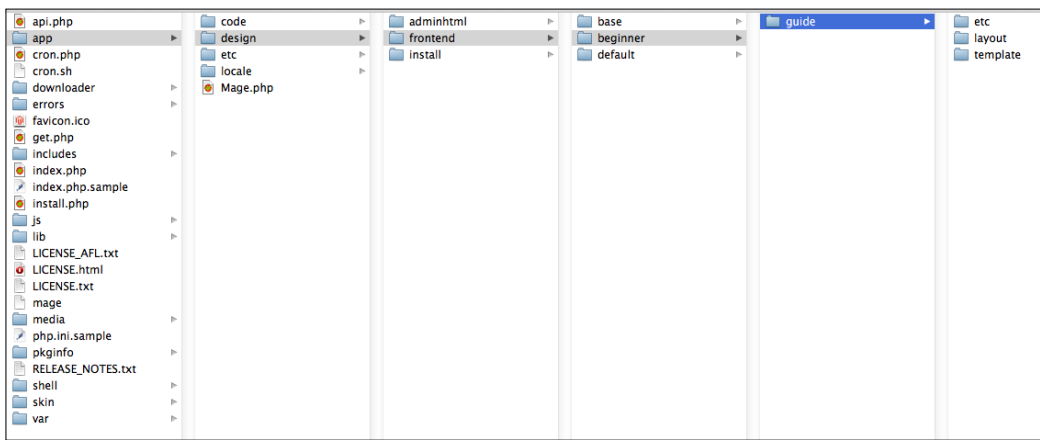 api.php
app
cron.php
cron.sh
downloader
errors
favicon.ico
get.php
includes
index.php
index.php.sample
install.php
js
lib
LICENSE_AFL.txt
LICENSE.html
LICENSE.txt
mage
media
php.ini.sample
pkginfo
RELEASE_NOTES.txt
shell
skin
var
code
design
etc
locale
Mage.php
adminhtml
frontend
install
base
beginner
default
guide
etc
layout
template